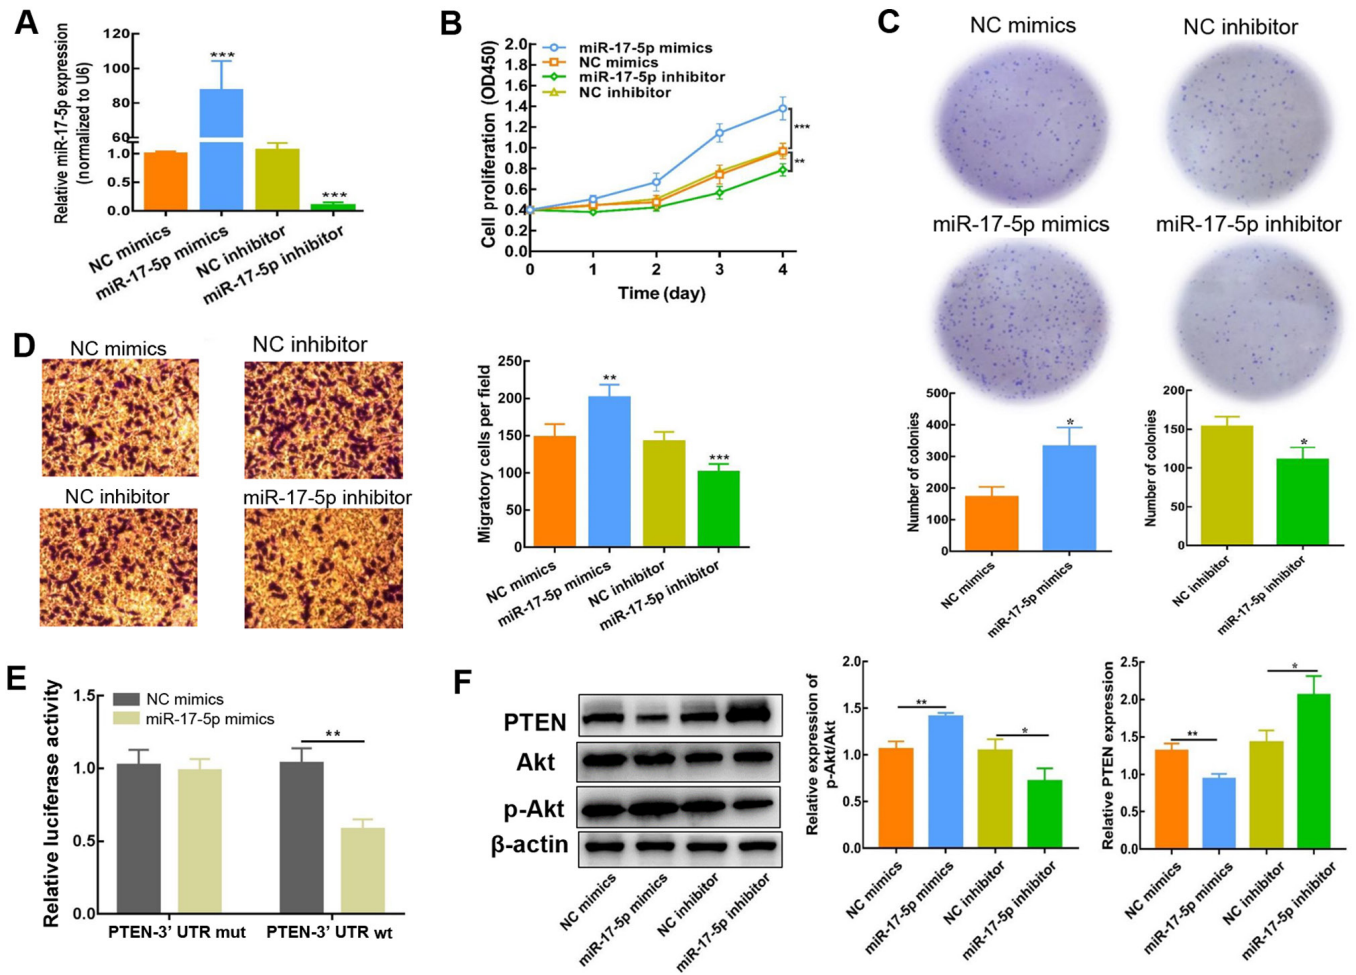 A
Relative miR-17-5p expression
(normalized to U6)
120
100
80
60
1.0
0.5
0.0
***
***
NC mimics
miR-17-5p mimics
NC inhibitor
miR-17-5p inhibitor
B
Cell proliferation (OD450)
2.0
1.8
1.6
1.4
1.2
1.0
0.8
0.6
0.4
0.2
0.0
miR-17-5p mimics
NC mimics
miR-17-5p inhibitor
NC inhibitor
***
**
0 1 2 3 4
Time (day)
C
NC mimics
NC inhibitor
miR-17-5p mimics
miR-17-5p inhibitor
Number of colonies
500
400
300
200
100
0
*
NC mimics
miR-17-5p mimics
Number of colonies
200
150
100
50
0
*
NC inhibitor
miR-17-5p inhibitor
D
NC mimics
NC inhibitor
NC inhibitor
miR-17-5p inhibitor
Migratory cells per field
250
200
150
100
50
0
**
***
NC mimics
miR-17-5p mimics
NC inhibitor
miR-17-5p inhibitor
E
Relative luciferase activity
1.5
1.0
0.5
0.0
NC mimics
miR-17-5p mimics
**
PTEN-3' UTR mut
PTEN-3' UTR wt
F
PTEN
Akt
p-Akt
β-actin
NC mimics
miR-17-5p mimics
NC inhibitor
miR-17-5p inhibitor
Relative expression of
p-Akt/Akt
2.0
1.5
1.0
0.5
0.0
**
*
NC mimics
miR-17-5p mimics
NC inhibitor
miR-17-5p inhibitor
Relative PTEN expression
2.5
2.0
1.5
1.0
0.5
0.0
**
*
NC mimics
miR-17-5p mimics
NC inhibitor
miR-17-5p inhibitor